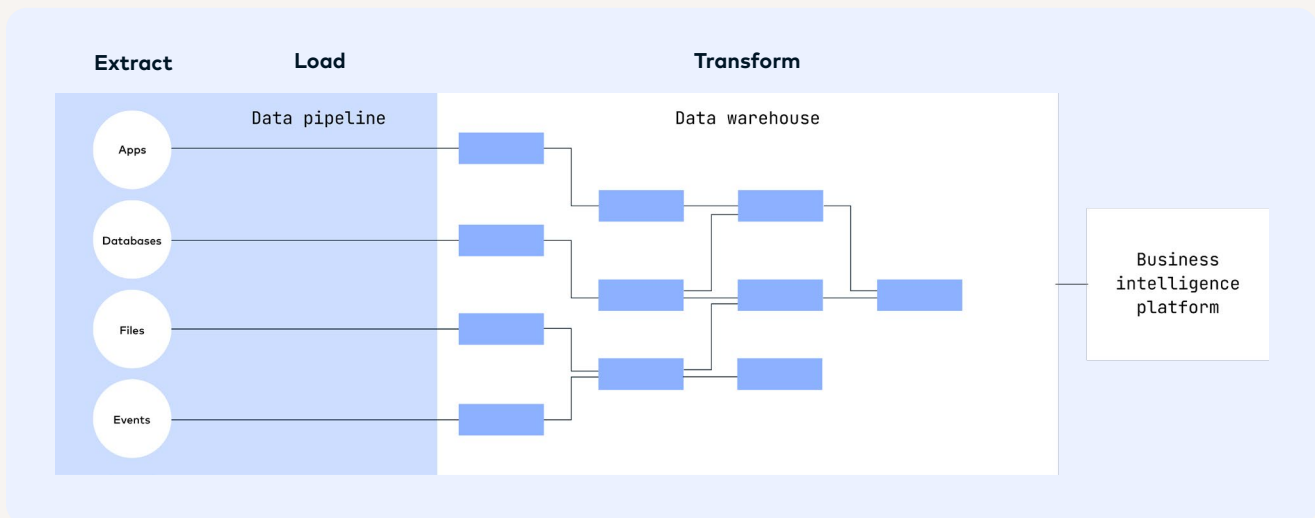 Extract
Load
Transform
Data pipeline
Data warehouse
Apps
Databases
Files
Events
Business
intelligence
platform